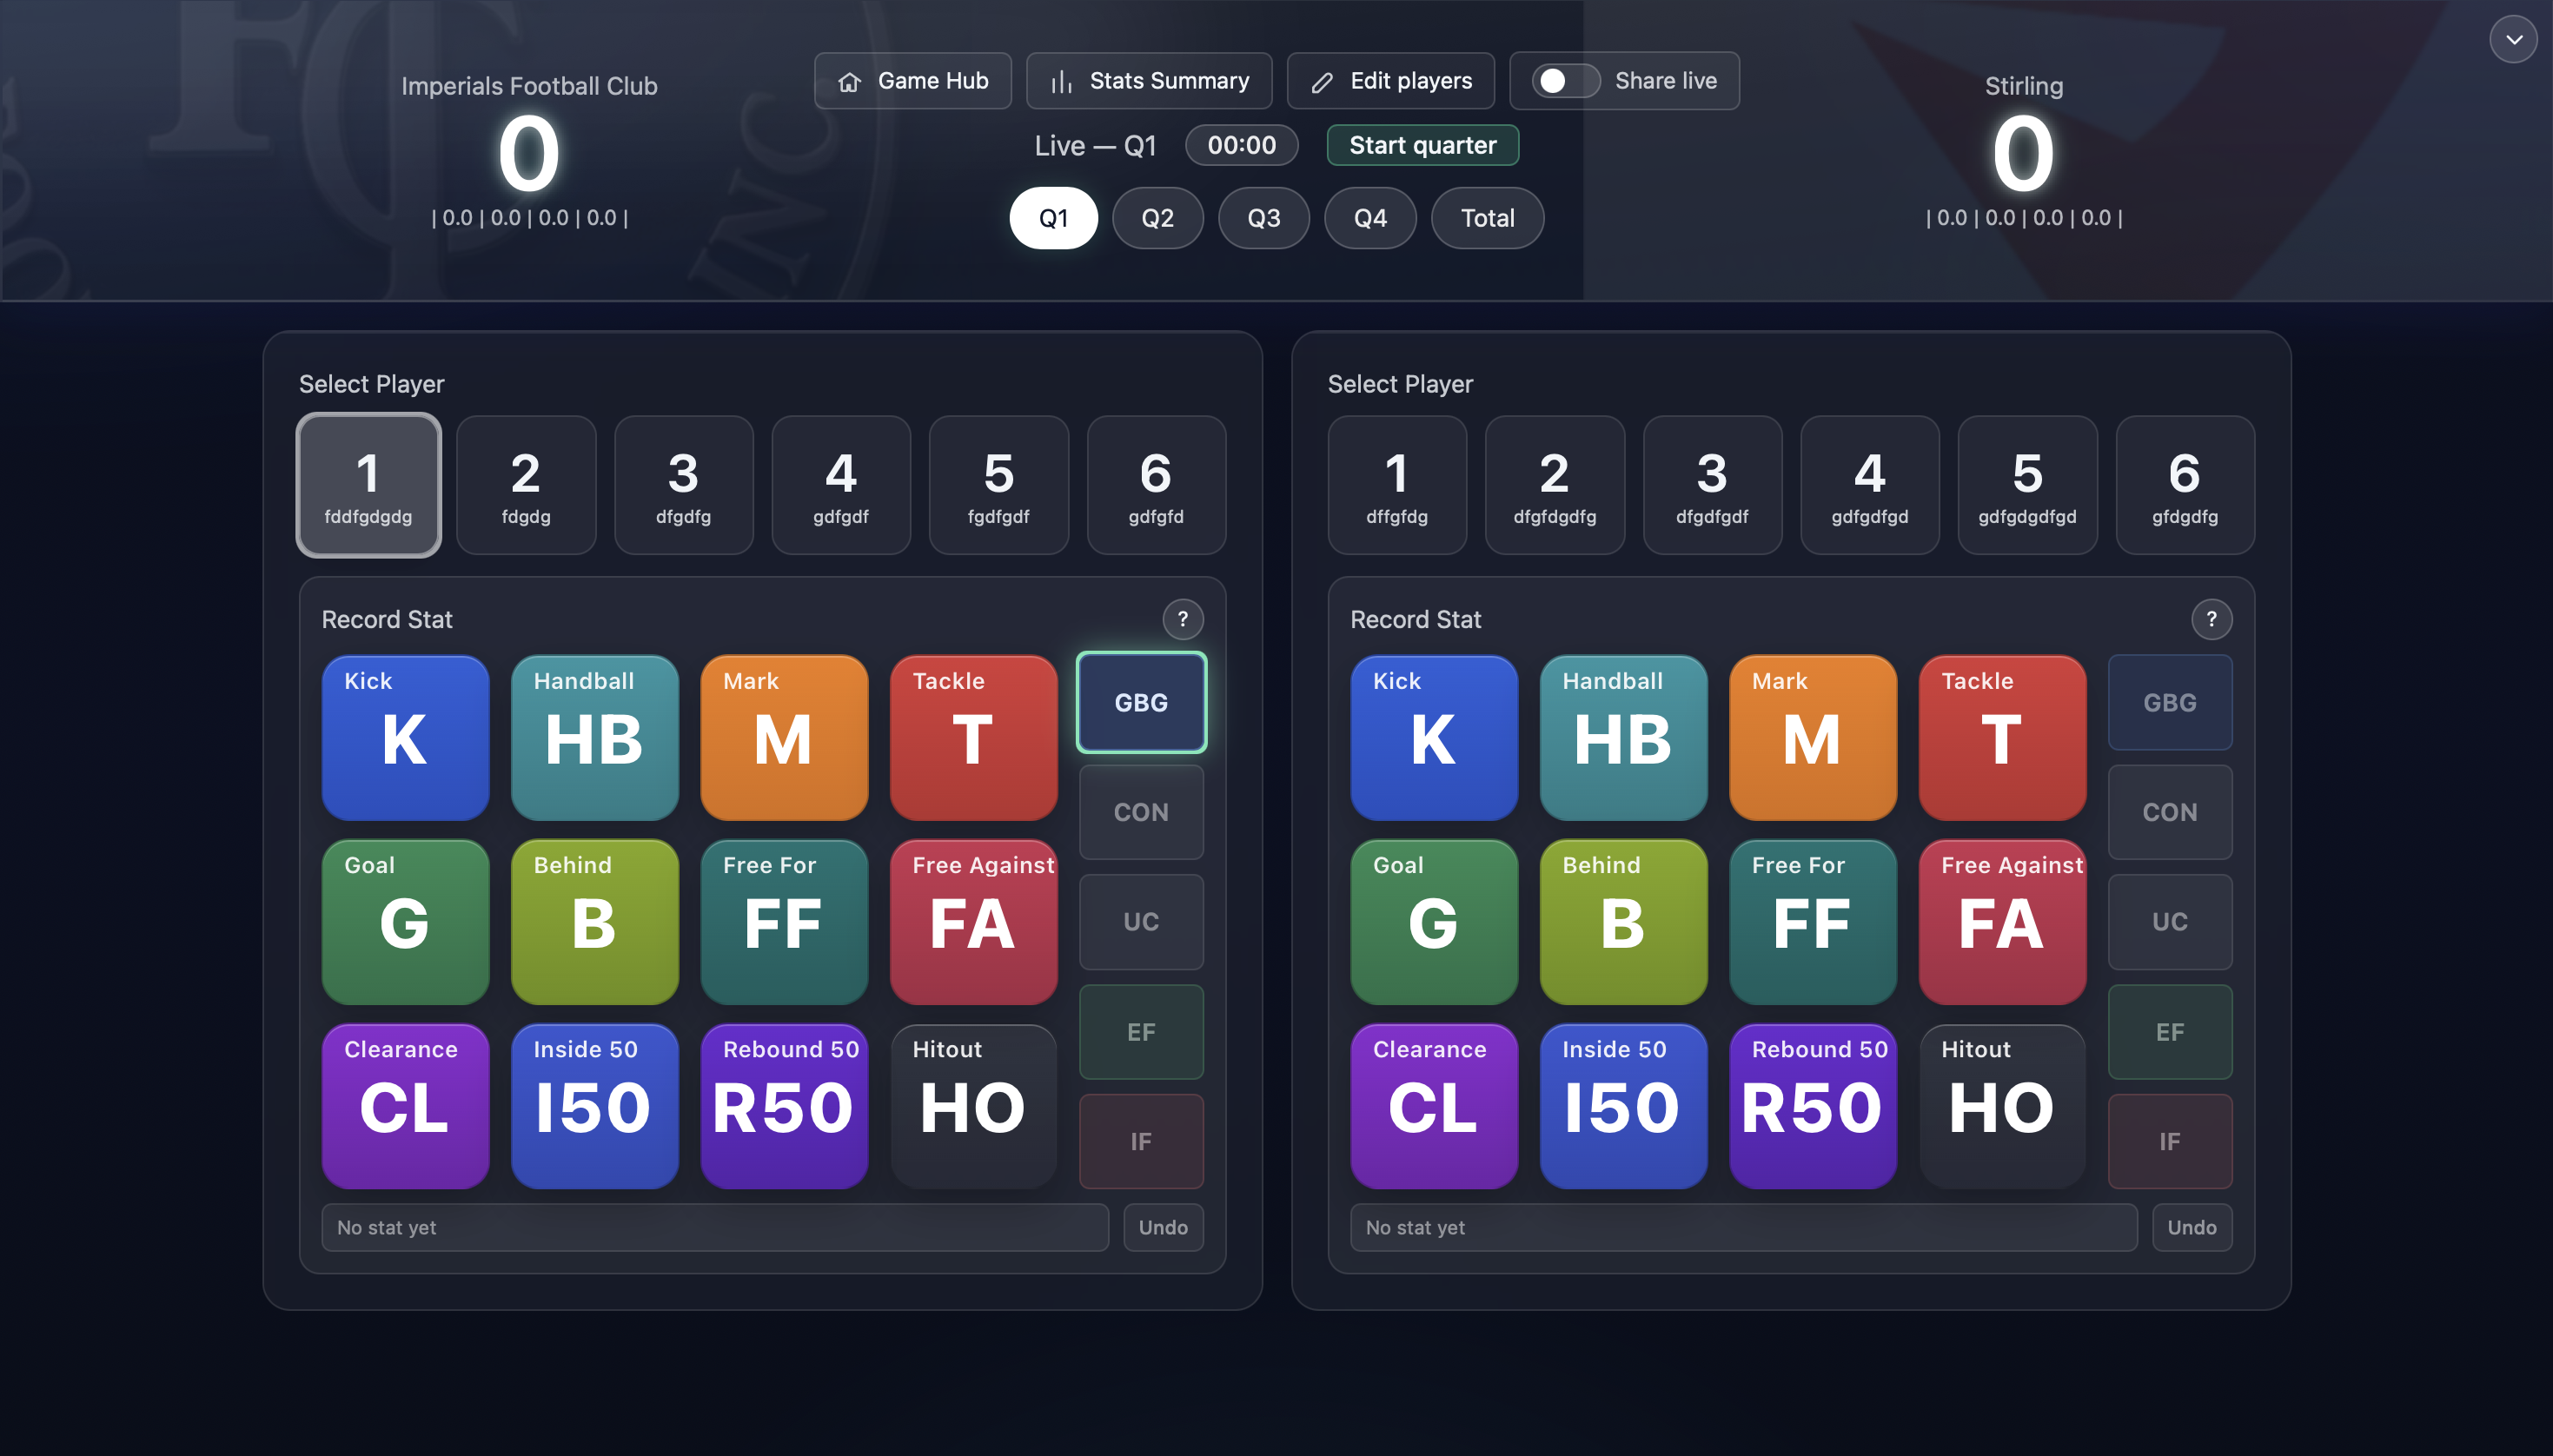 Imperials Football Club
0
| 0.0 | 0.0 | 0.0 | 0.0 |
Game Hub
Stats Summary
Edit players
Share live
Live — Q1
00:00
Start quarter
Q1
Q2
Q3
Q4
Total
Stirling
0
| 0.0 | 0.0 | 0.0 | 0.0 |
Select Player
1
fddfgdgdg
2
fdgdg
3
dfgdfg
4
gdfgdf
5
fgdfgdf
6
gdfgfd
Record Stat
?
Kick
K
Handball
HB
Mark
M
Tackle
T
GBG
CON
Goal
G
Behind
B
Free For
FF
Free Against
FA
UC
EF
Clearance
CL
Inside 50
I50
Rebound 50
R50
Hitout
HO
IF
No stat yet
Undo
Select Player
1
dffgfdg
2
dfgfdgdfg
3
dfgdfgdf
4
gdfgdfgd
5
gdfgdgdfgd
6
gfdgdfg
Record Stat
?
Kick
K
Handball
HB
Mark
M
Tackle
T
GBG
CON
Goal
G
Behind
B
Free For
FF
Free Against
FA
UC
EF
Clearance
CL
Inside 50
I50
Rebound 50
R50
Hitout
HO
IF
No stat yet
Undo